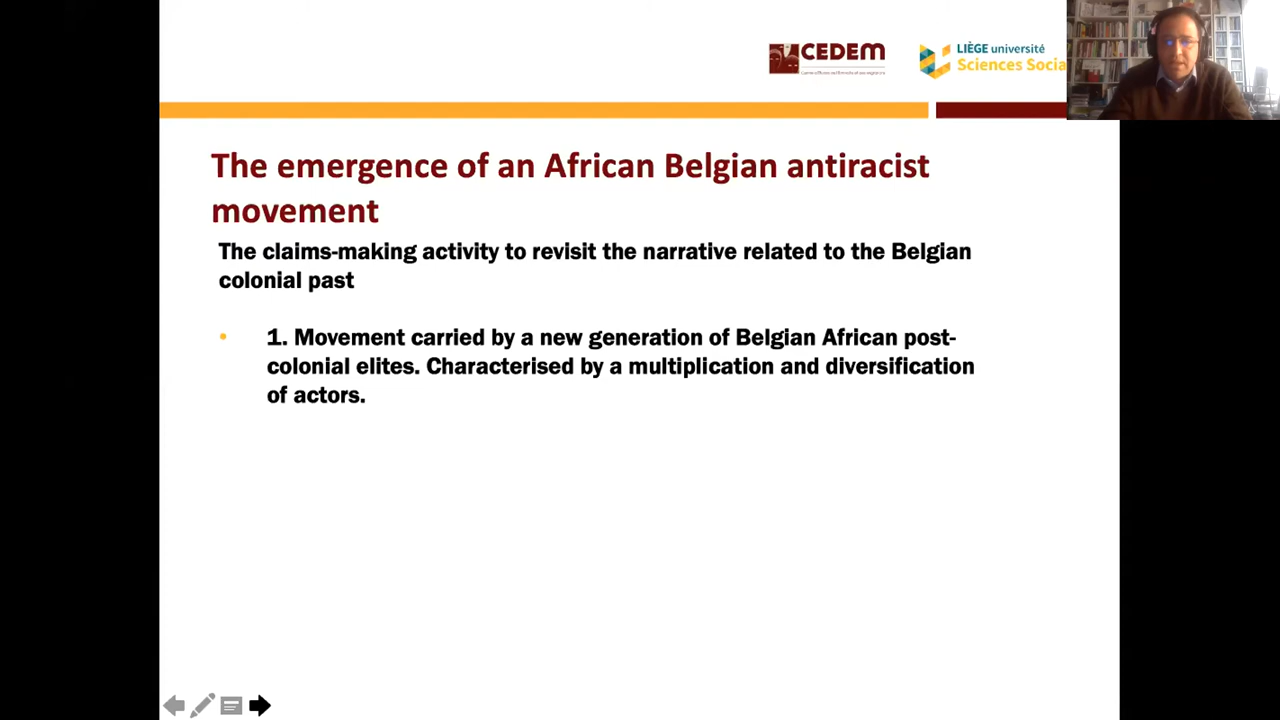 CEDEM
LIÈGE université
Sciences Socia
The emergence of an African Belgian antiracist
movement
The claims-making activity to revisit the narrative related to the Belgian
colonial past
• 1. Movement carried by a new generation of Belgian African post-
colonial elites. Characterised by a multiplication and diversification
of actors.